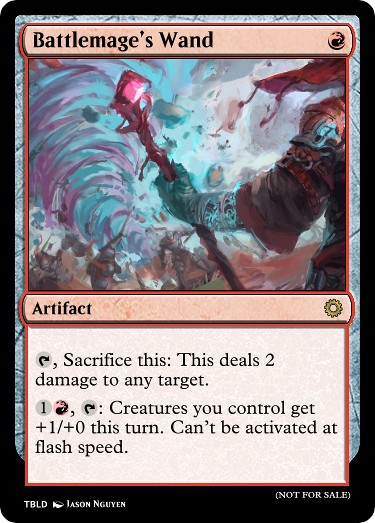 Battlemage's Wand
Artifact
, Sacrifice this: This deals 2
damage to any target.
1 , : Creatures you control get
+1/+0 this turn. Can't be activated at
flash speed.
(NOT FOR SALE)
TBLD Jason Nguyen